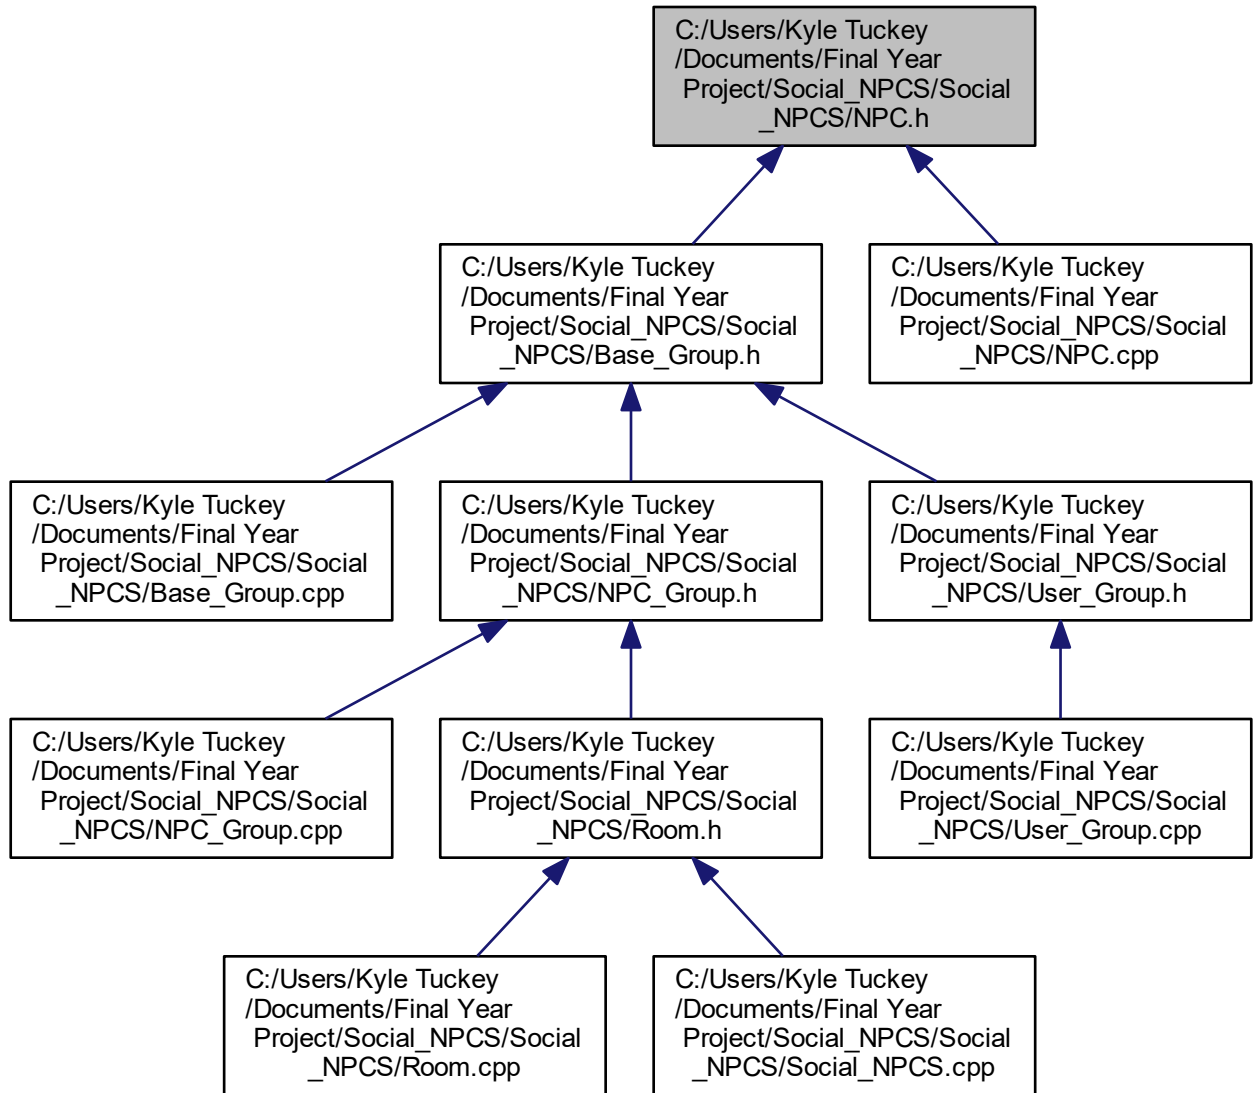 C:/Users/Kyle Tuckey
/Documents/Final Year
Project/Social_NPCS/Social
_NPCS/NPC.h
C:/Users/Kyle Tuckey
/Documents/Final Year
Project/Social_NPCS/Social
_NPCS/Base_Group.h
C:/Users/Kyle Tuckey
/Documents/Final Year
Project/Social_NPCS/Social
_NPCS/NPC.cpp
C:/Users/Kyle Tuckey
/Documents/Final Year
Project/Social_NPCS/Social
_NPCS/Base_Group.cpp
C:/Users/Kyle Tuckey
/Documents/Final Year
Project/Social_NPCS/Social
_NPCS/NPC_Group.h
C:/Users/Kyle Tuckey
/Documents/Final Year
Project/Social_NPCS/Social
_NPCS/User_Group.h
C:/Users/Kyle Tuckey
/Documents/Final Year
Project/Social_NPCS/Social
_NPCS/NPC_Group.cpp
C:/Users/Kyle Tuckey
/Documents/Final Year
Project/Social_NPCS/Social
_NPCS/Room.h
C:/Users/Kyle Tuckey
/Documents/Final Year
Project/Social_NPCS/Social
_NPCS/User_Group.cpp
C:/Users/Kyle Tuckey
/Documents/Final Year
Project/Social_NPCS/Social
_NPCS/Room.cpp
C:/Users/Kyle Tuckey
/Documents/Final Year
Project/Social_NPCS/Social
_NPCS/Social_NPCS.cpp